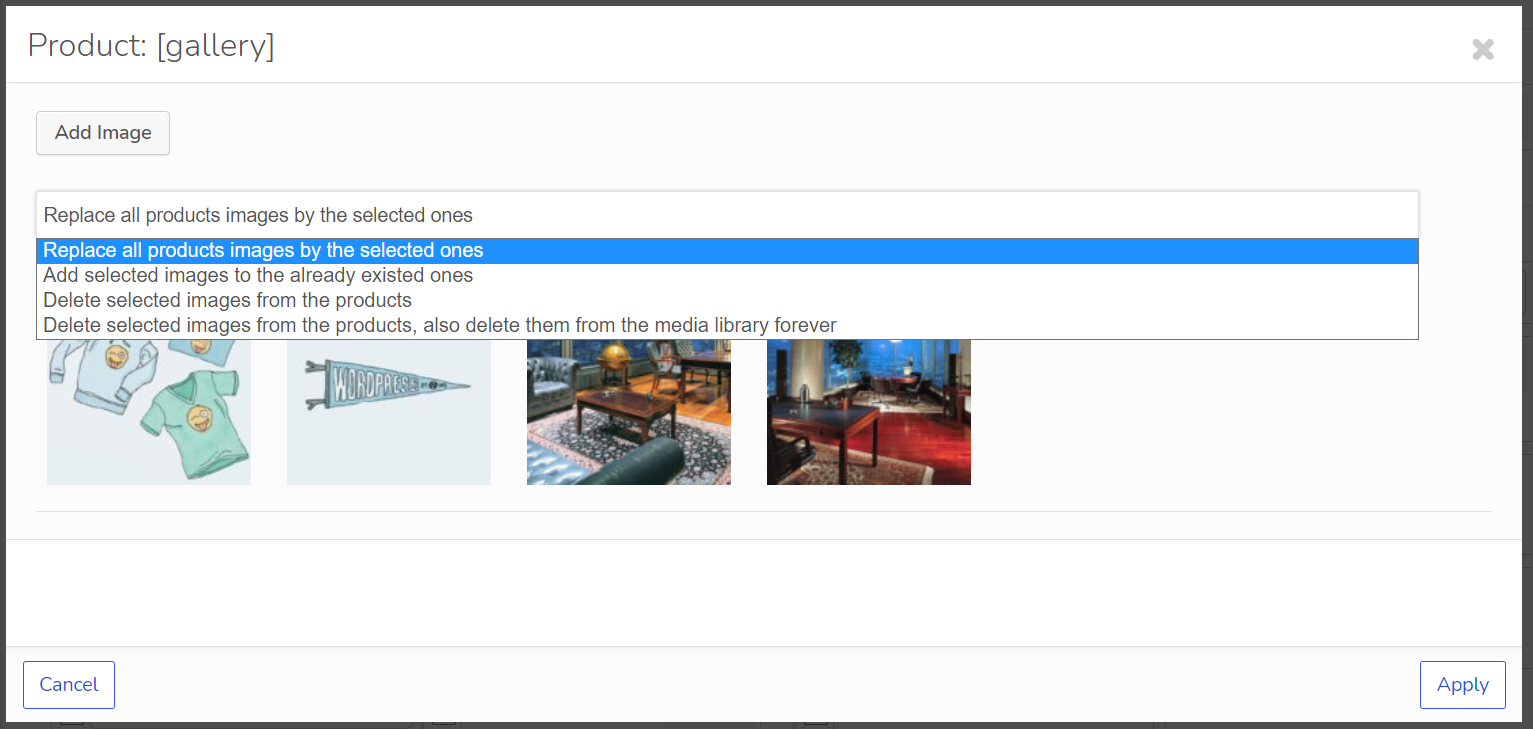 Product: [gallery]
Add Image
Replace all products images by the selected ones
Replace all products images by the selected ones
Add selected images to the already existed ones
Delete selected images from the products
Delete selected images from the products, also delete them from the media library forever
WORDPRESS
Cancel
Apply